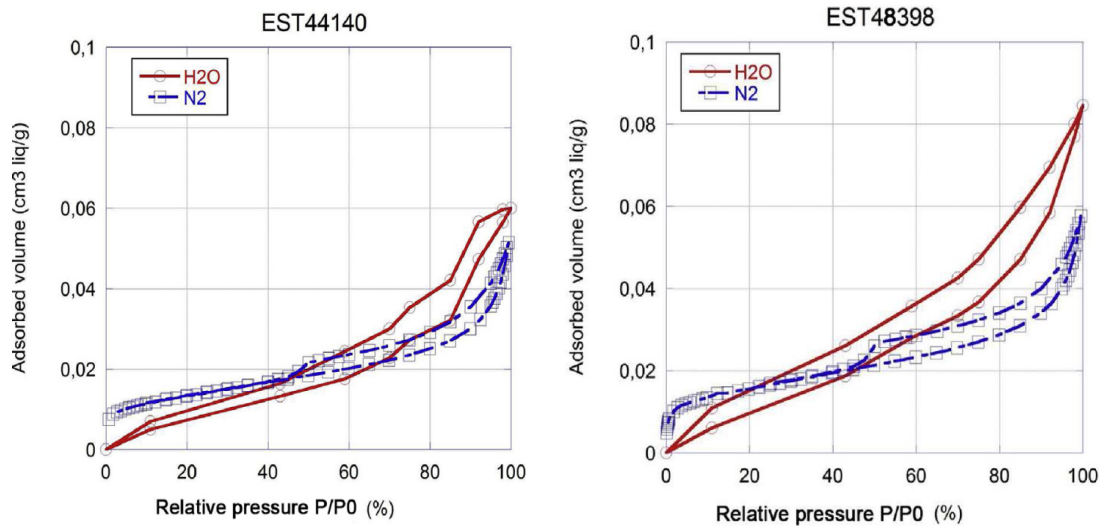 EST44140
0,1
0,08
0,06
0,04
0,02
0
Adsorbed volume (cm3 liq/g)
H2O
N2
0
20
40
60
80
100
Relative pressure P/P0 (%)
EST48398
0,1
0,08
0,06
0,04
0,02
0
Adsorbed volume (cm3 liq/g)
H2O
N2
0
20
40
60
80
100
Relative pressure P/P0 (%)